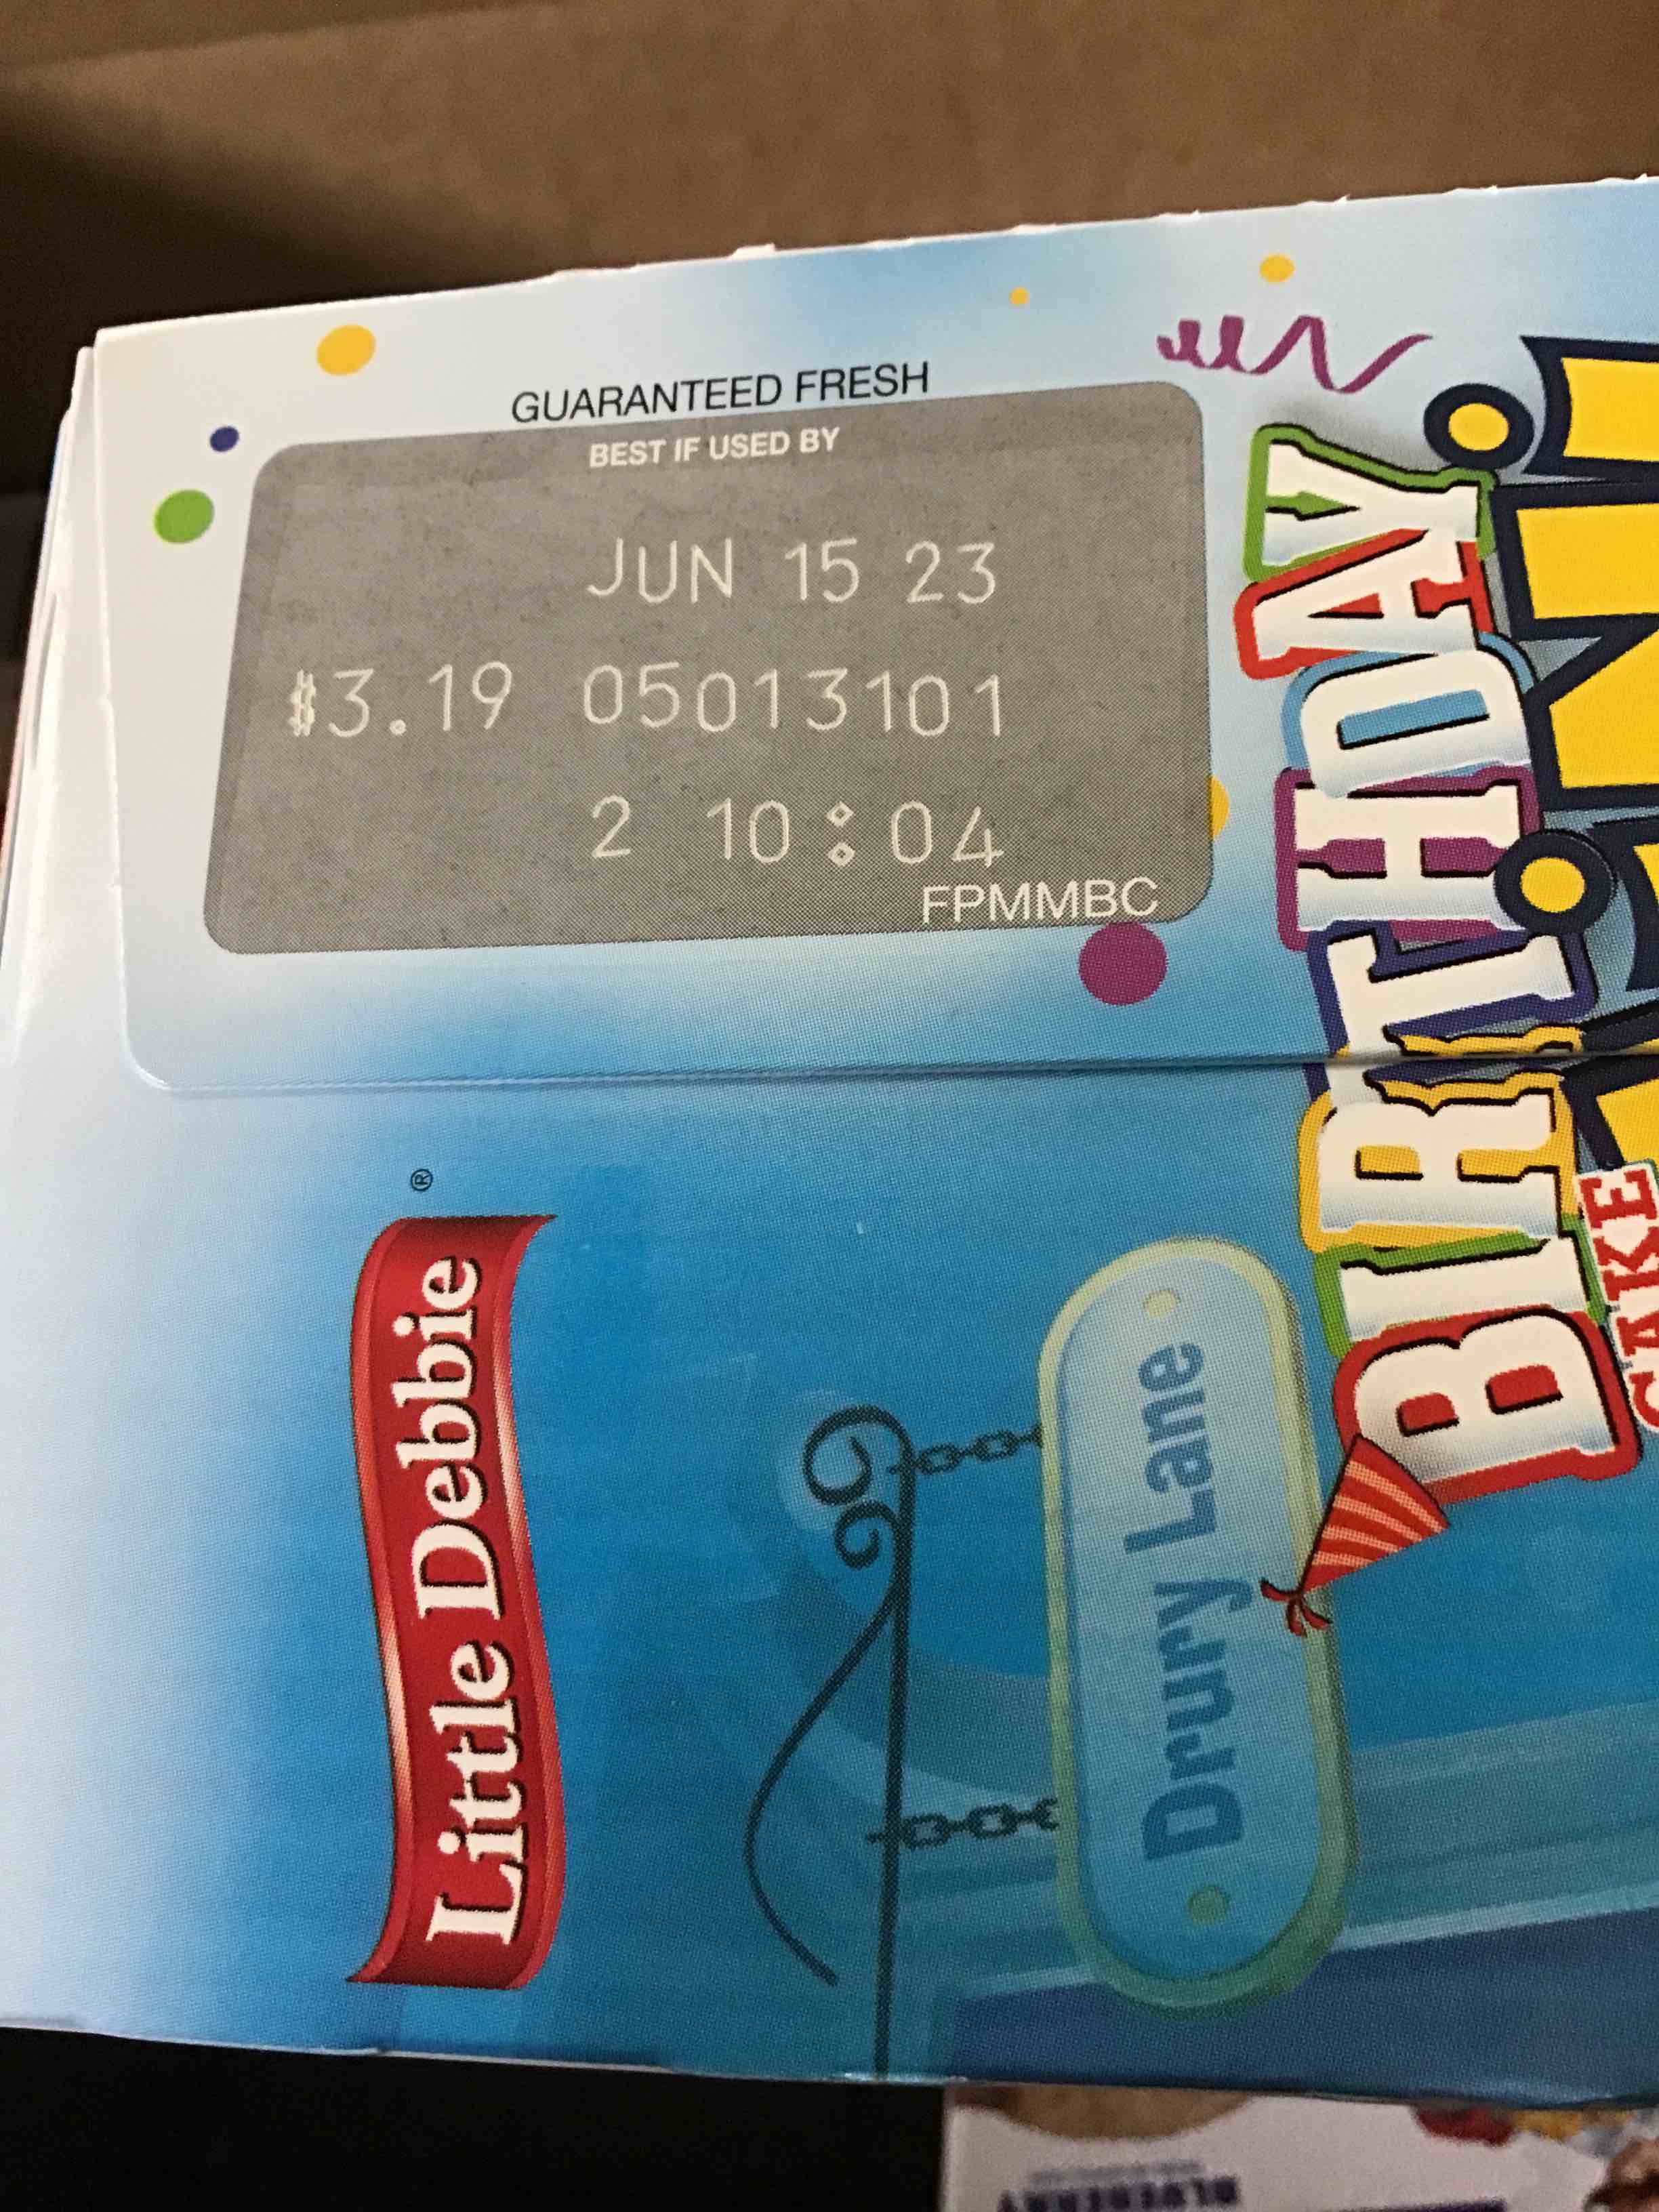 GUARANTEED FRESH
BEST IF USED BY
JUN 15 23
$3.19 05013101
2 10:04
FPMMBC
Little Debbie®
Drury Lane
BIRTHDAY
CAKE
BLUEBERRY